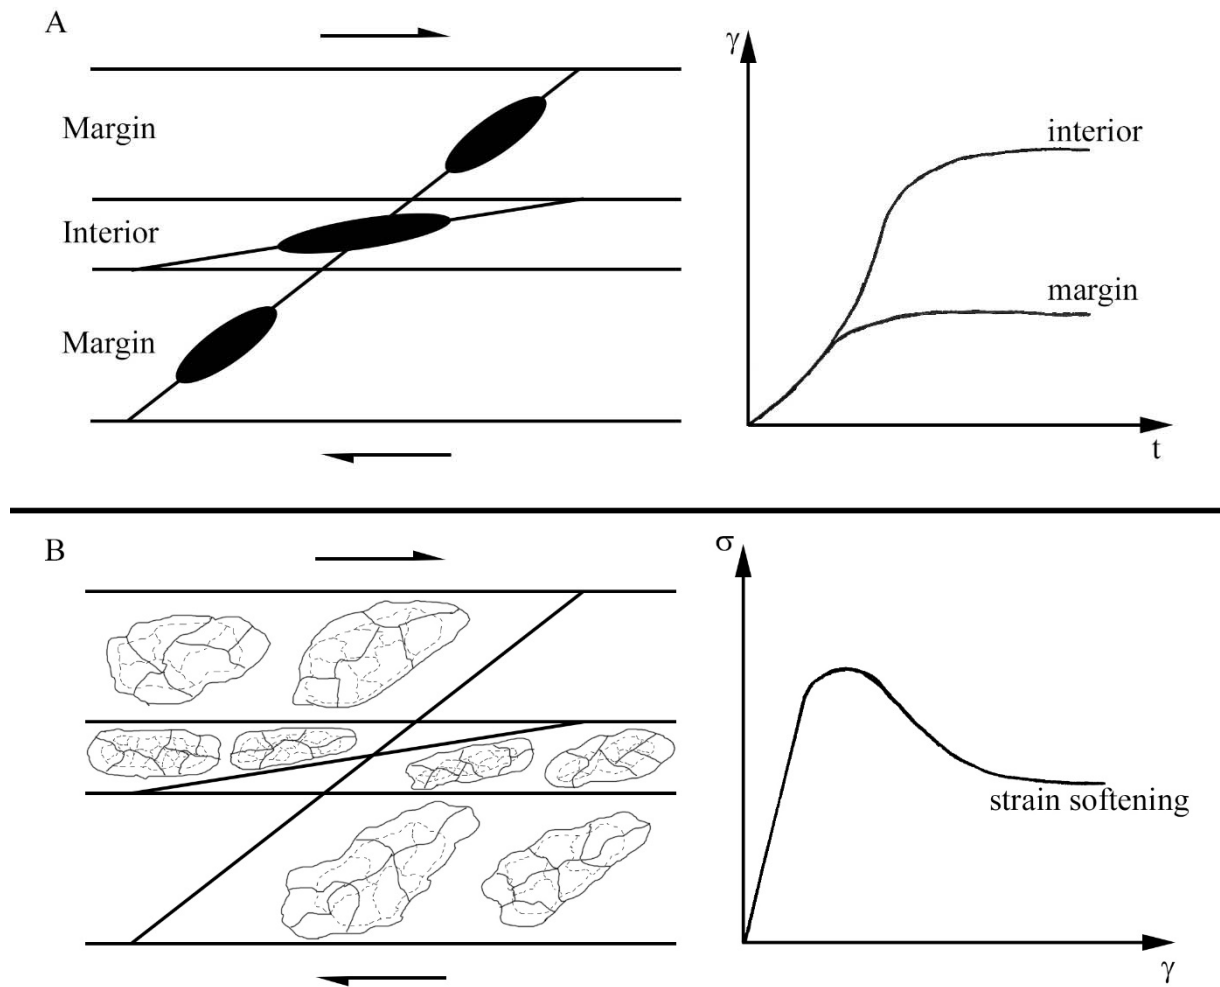 A
Margin
Interior
Margin
γ
interior
margin
t
B
σ
strain softening
γ